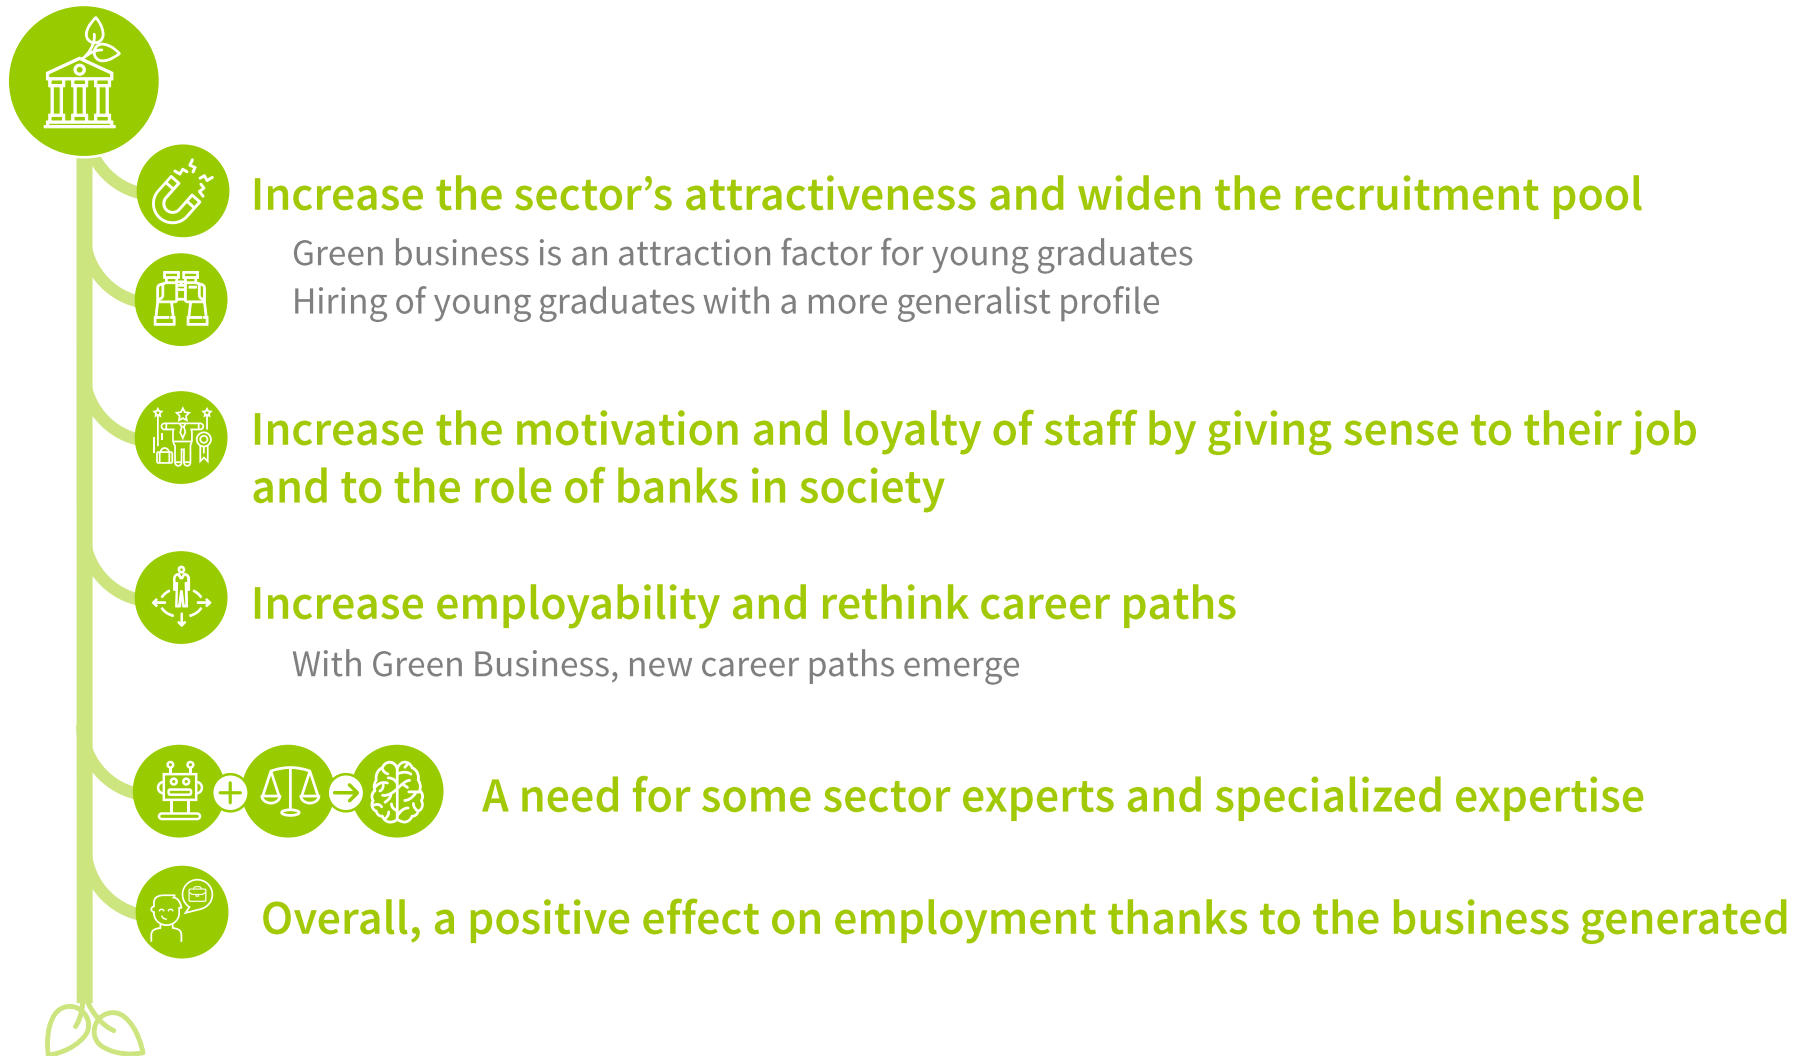 Increase the sector’s attractiveness and widen the recruitment pool
Green business is an attraction factor for young graduates
Hiring of young graduates with a more generalist profile
Increase the motivation and loyalty of staff by giving sense to their job
and to the role of banks in society
Increase employability and rethink career paths
With Green Business, new career paths emerge
A need for some sector experts and specialized expertise
Overall, a positive effect on employment thanks to the business generated